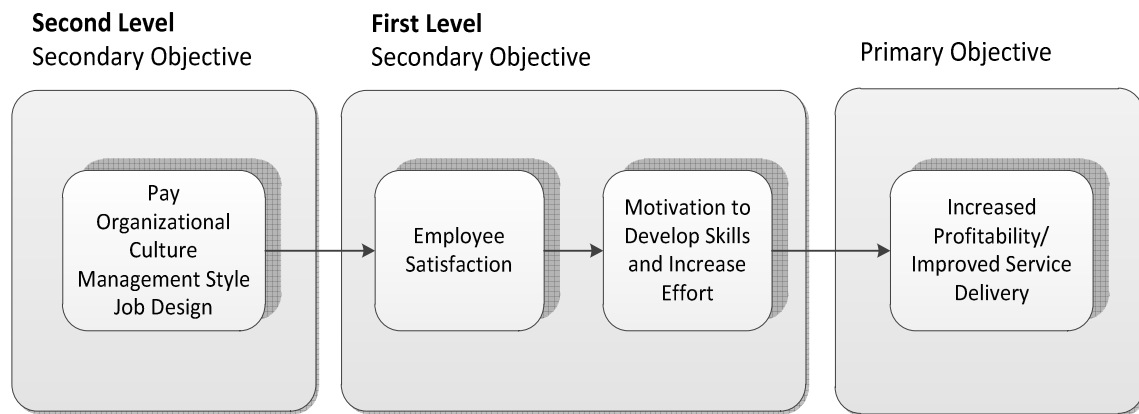 Second Level
Secondary Objective
First Level
Secondary Objective
Primary Objective
Pay
Organizational
Culture
Management Style
Job Design
Employee
Satisfaction
Motivation to
Develop Skills
and Increase
Effort
Increased
Profitability/
Improved Service
Delivery